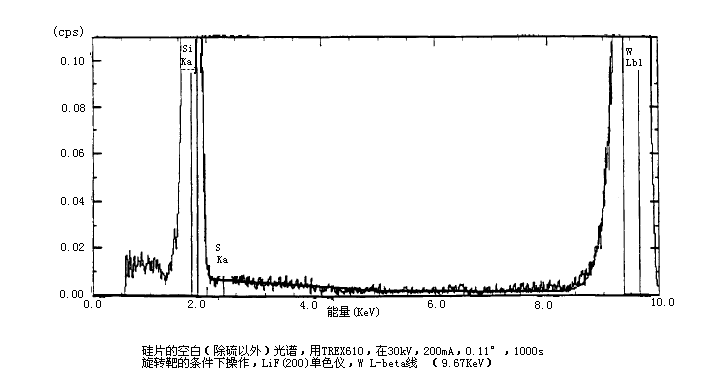 (cps)
0.10
0.08
0.06
0.04
0.02
0.00
Si
Ka
S
Ka
W
Lb1
0.0
2.0
4.0
6.0
8.0
10.0
能量(KeV)
硅片的空白(除硫以外)光谱,用TREX610,在30kV,200mA,0.11°,1000s
旋转靶的条件下操作,LiF(200)单色仪,W L-beta线 (9.67KeV)